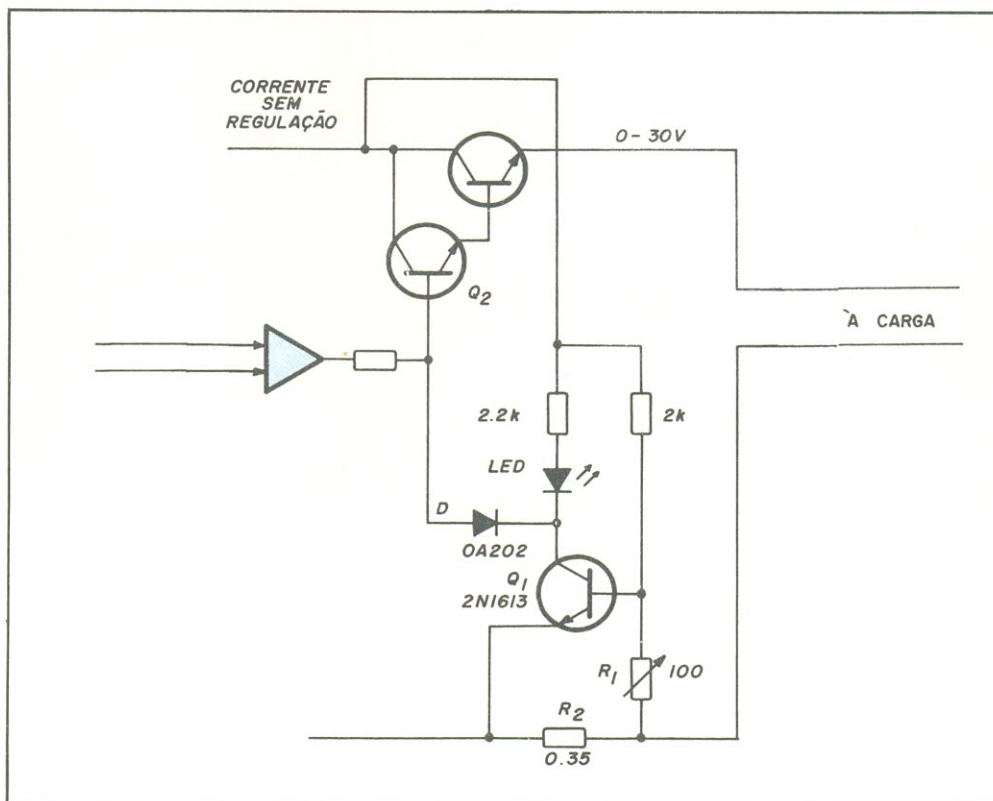 CORRENTE
SEM
REGULAÇÃO
0-30V
Q2
À CARGA
2.2k
2k
LED
D
OA202
Q1
2N1613
R1
100
R2
0.35